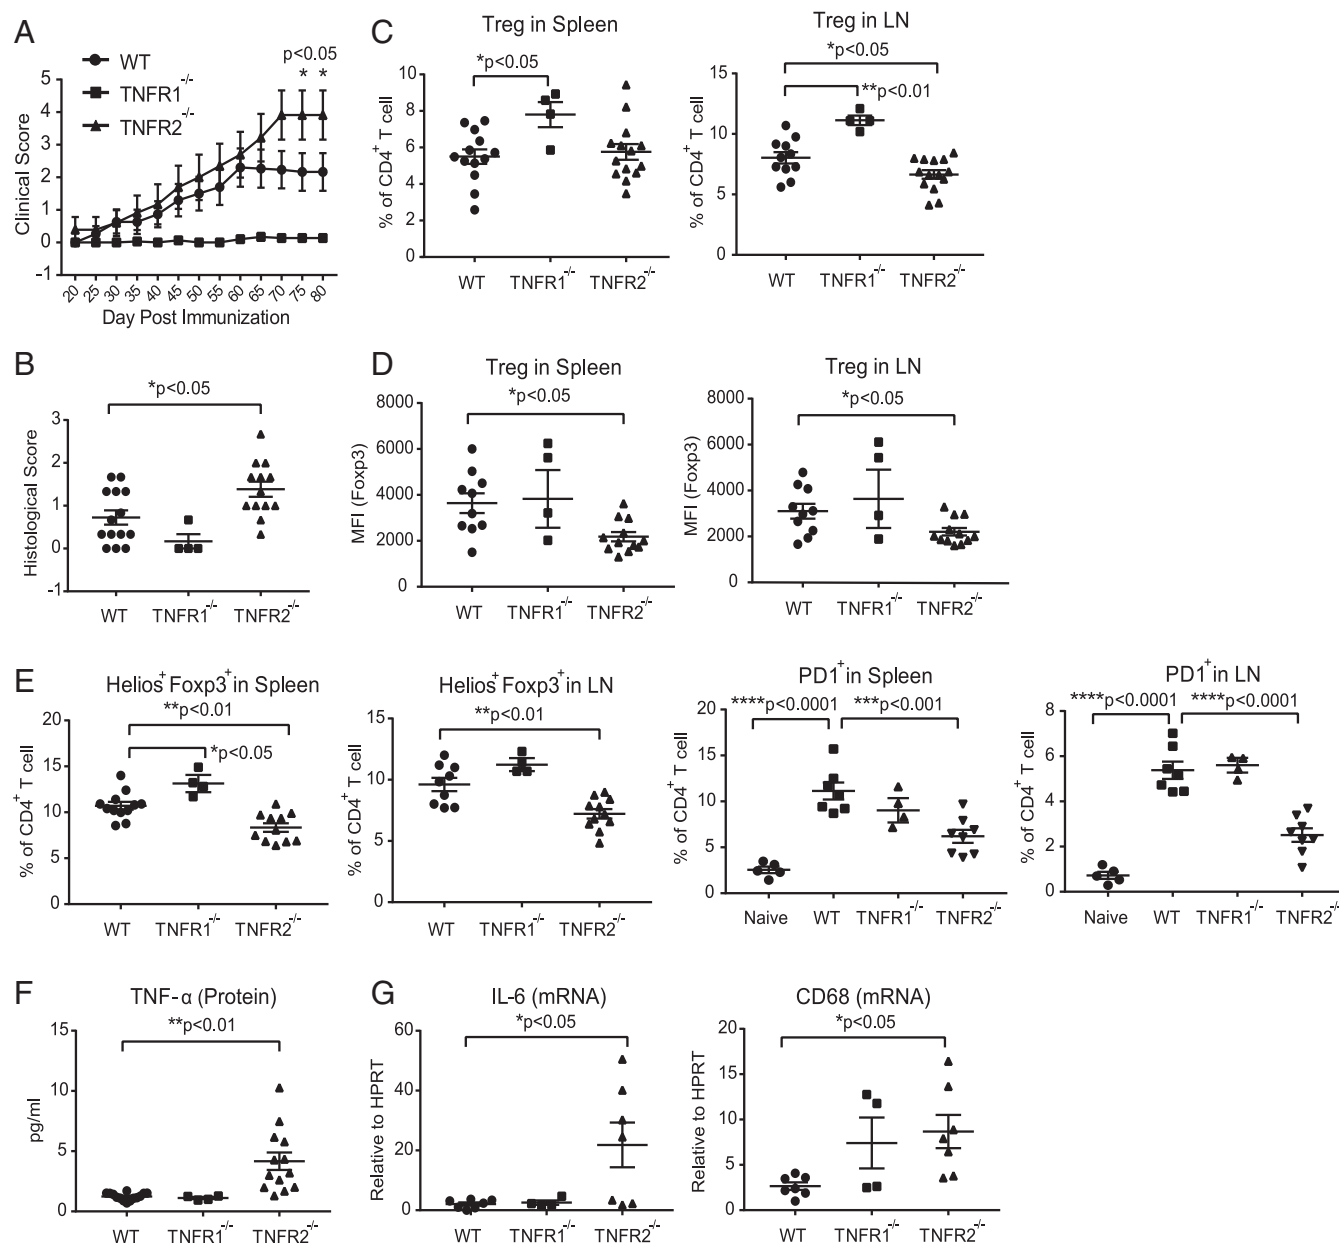 A
WT
TNFR1-/-
TNFR2-/-
p<0.05
* *
Clinical Score
5
4
3
2
1
0
-1
20 25 30 35 40 45 50 55 60 65 70 75 80
Day Post Immunization
B
*p<0.05
Histological Score
3
2
1
0
-1
WT TNFR1-/- TNFR2-/-
C
Treg in Spleen
*p<0.05
% of CD4+ T cell
10
8
6
4
2
0
WT TNFR1-/- TNFR2-/-
Treg in LN
*p<0.05
**p<0.01
% of CD4+ T cell
15
10
5
0
WT TNFR1-/- TNFR2-/-
D
Treg in Spleen
*p<0.05
MFI (Foxp3)
8000
6000
4000
2000
0
WT TNFR1-/- TNFR2-/-
Treg in LN
*p<0.05
MFI (Foxp3)
8000
6000
4000
2000
0
WT TNFR1-/- TNFR2-/-
E
Helios+Foxp3+ in Spleen
**p<0.01
*p<0.05
% of CD4+ T cell
20
15
10
5
0
WT TNFR1-/- TNFR2-/-
Helios+Foxp3+ in LN
**p<0.01
% of CD4+ T cell
15
10
5
0
WT TNFR1-/- TNFR2-/-
PD1+ in Spleen
****p<0.0001 ***p<0.001
% of CD4+ T cell
20
15
10
5
0
Naive WT TNFR1-/- TNFR2-/-
PD1+ in LN
****p<0.0001 ****p<0.0001
% of CD4+ T cell
8
6
4
2
0
Naive WT TNFR1-/- TNFR2-/-
F
TNF-α (Protein)
**p<0.01
pg/ml
15
10
5
0
WT TNFR1-/- TNFR2-/-
G
IL-6 (mRNA)
*p<0.05
Relative to HPRT
60
40
20
0
WT TNFR1-/- TNFR2-/-
CD68 (mRNA)
*p<0.05
Relative to HPRT
20
15
10
5
0
WT TNFR1-/- TNFR2-/-